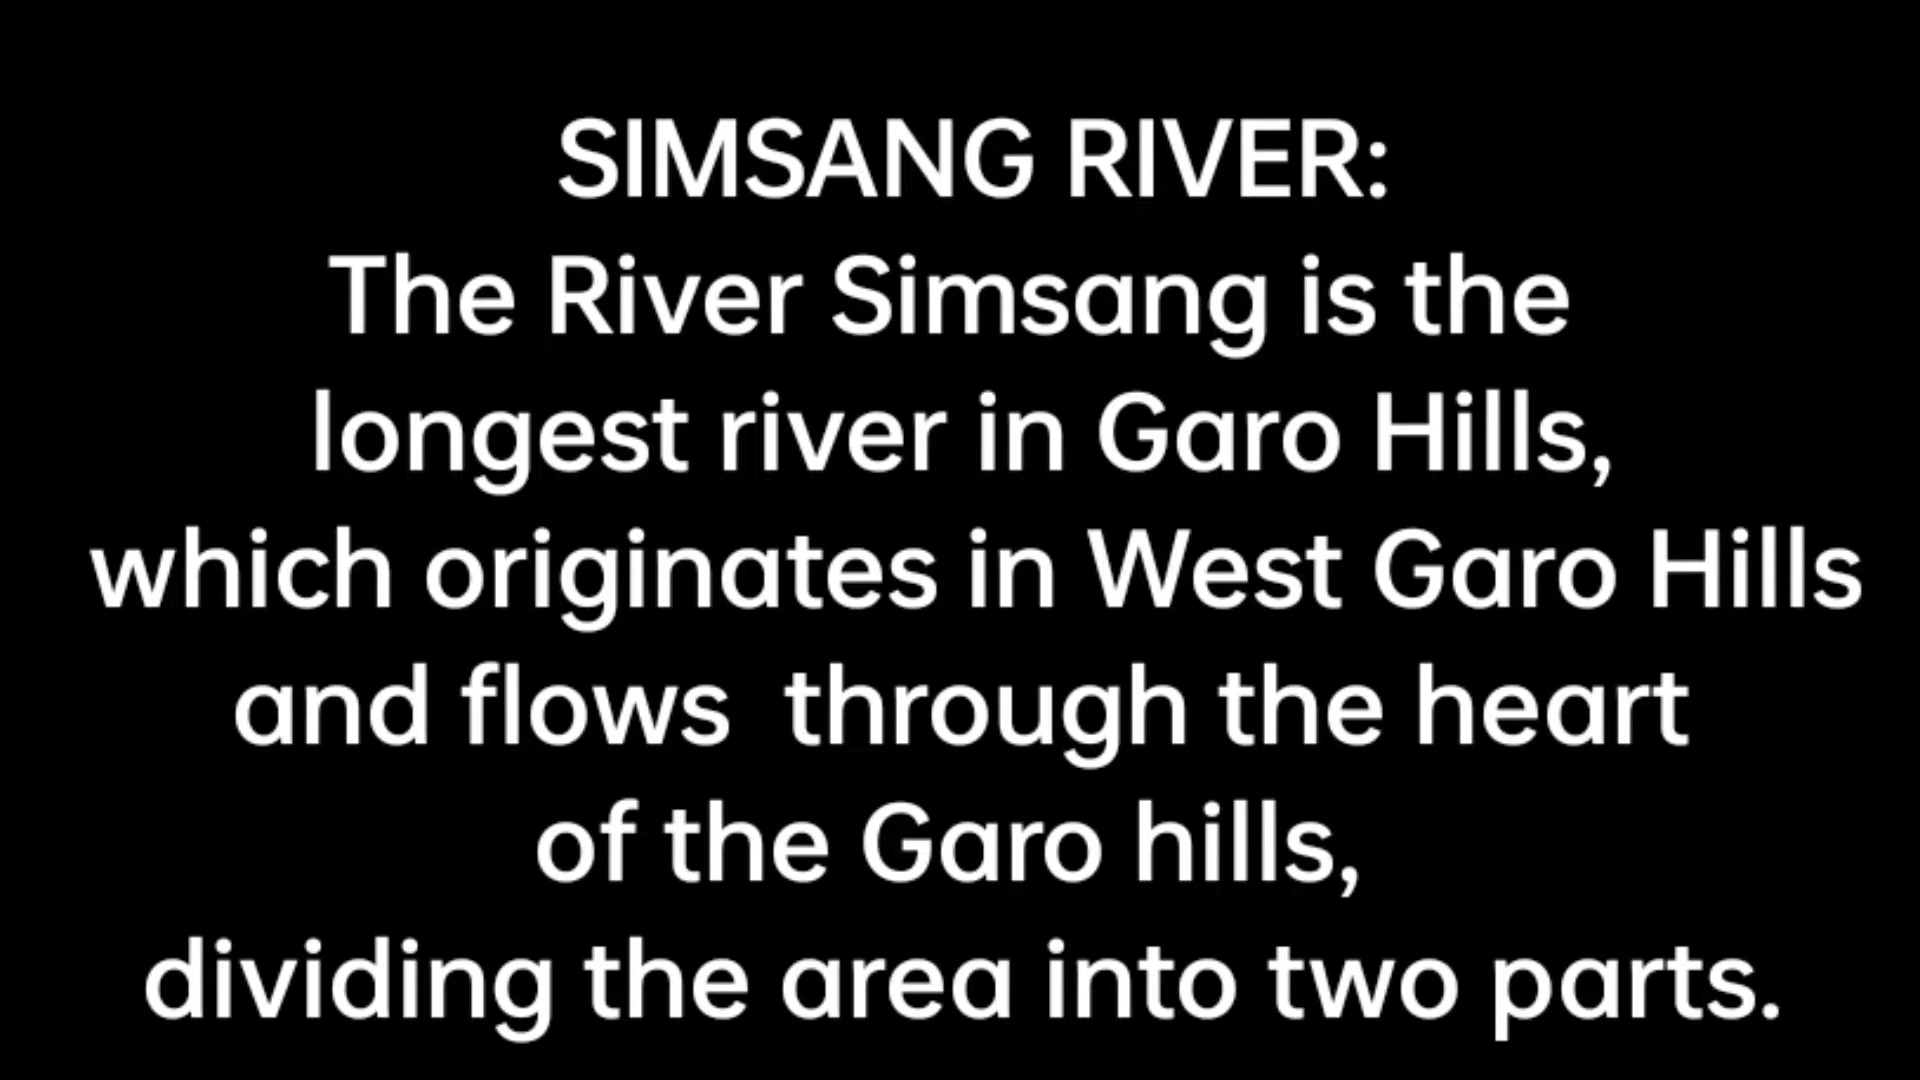 SIMSANG RIVER:
The River Simsang is the
longest river in Garo Hills,
which originates in West Garo Hills
and flows  through the heart
of the Garo hills,
dividing the area into two parts.